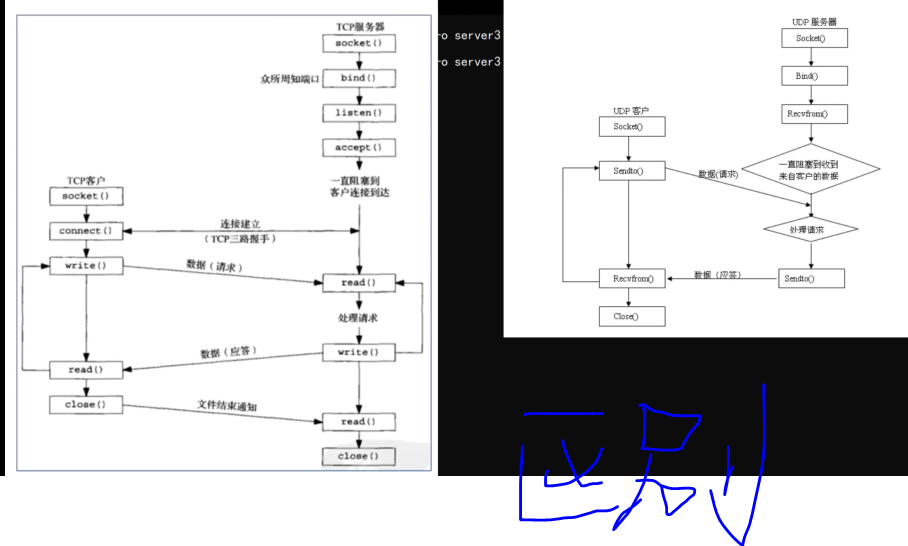 TCP服务器
socket()
众所周知端口
bind()
listen()
accept()
一直阻塞到
客户连接到达
TCP客户
socket()
connect()
连接建立
(TCP三路握手)
write()
数据(请求)
read()
处理请求
write()
数据(应答)
read()
close()
文件结束通知
read()
close()
o server3
o server3
UDP 服务器
Socket()
Bind()
Recvfrom()
UDP 客户
Socket()
Sendto()
数据(请求)
一直阻塞到收到
来自客户的数据
处理请求
Recvfrom()
数据(应答)
Sendto()
Close()
区别